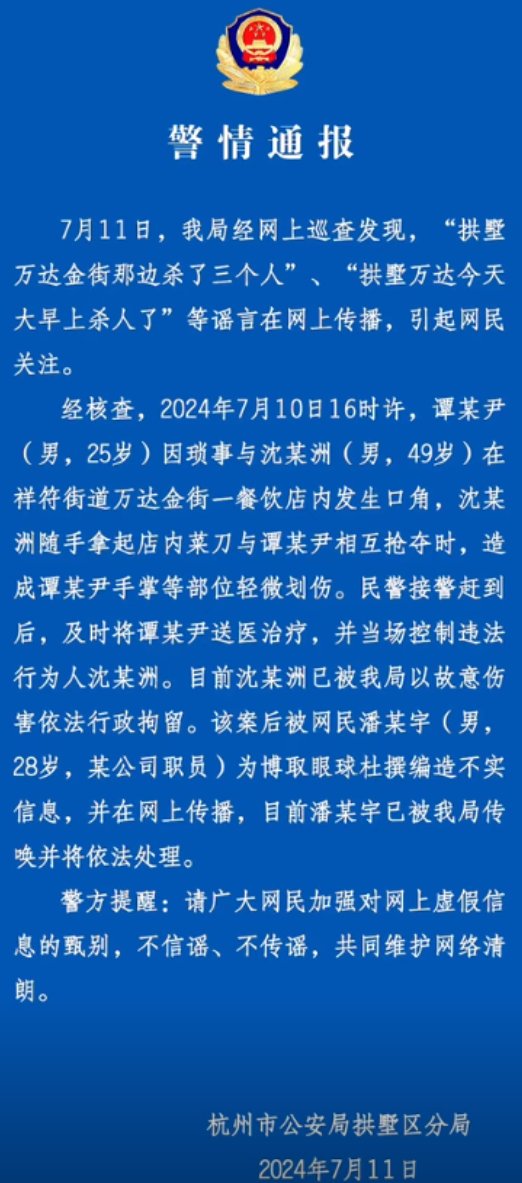 警情通报
7月11日，我局经网上巡查发现，“拱墅
万达金街那边杀了三个人”、“拱墅万达今天
大早上杀人了”等谣言在网上传播，引起网民
关注。
经核查，2024年7月10日16时许，谭某尹
（男，25岁）因琐事与沈某洲（男，49岁）在
祥符街道万达金街一餐饮店内发生口角，沈某
洲随手拿起店内菜刀与谭某尹相互抢夺时，造
成谭某尹手掌等部位轻微划伤。民警接警赶到
后，及时将谭某尹送医治疗，并当场控制违法
行为人沈某洲。目前沈某洲已被我局以故意伤
害依法行政拘留。该案后被网民潘某宇（男，
28岁，某公司职员）为博取眼球杜撰编造不实
信息，并在网上传播，目前潘某宇已被我局传
唤并将依法处理。
警方提醒：请广大网民加强对网上虚假信
息的甄别，不信谣、不传谣，共同维护网络清
朗。
杭州市公安局拱墅区分局
2024年7月11日